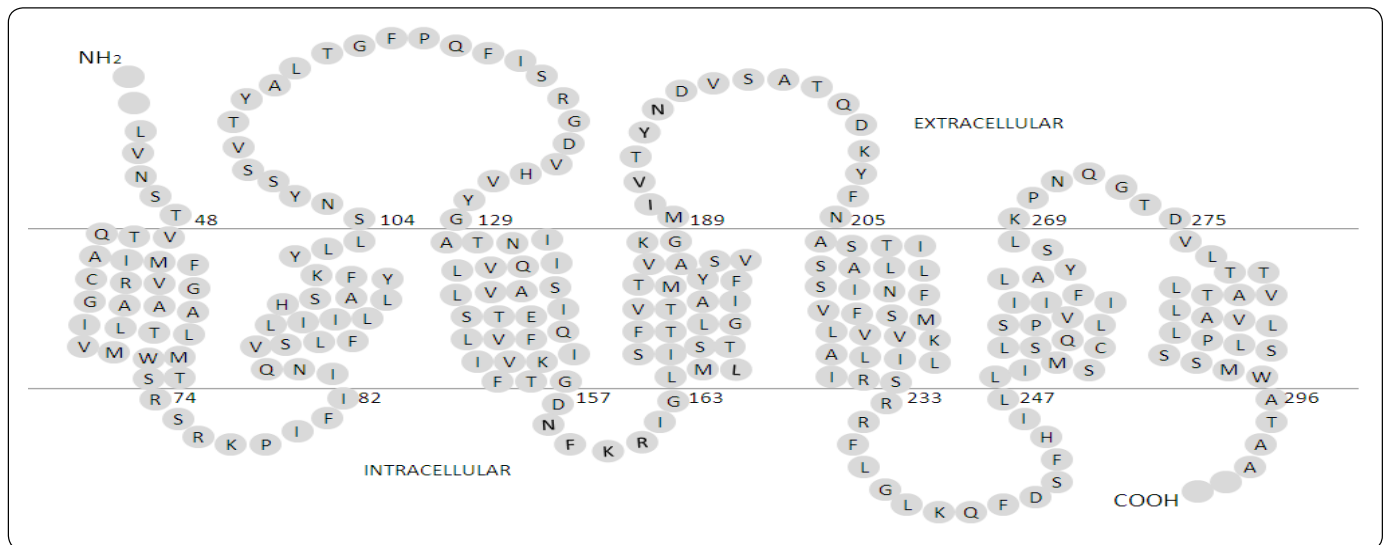 NH2
L V N S T 48
Q T V
A I M F
C R V G
G A A A
I L T L
V M W M
S T
R 74
S R K P I F I 82
Q N I
V S L F
L I I L
H S A L
K F Y
Y L L
S 104
N Y S S V T Y A L T G F P Q F I S R G D V H V Y G 129
A T N I
L V Q I
L V A S
S T E I
L V F Q
I V K I
F T G
D 157
N F K R I G 163
L M L
S I S T
F T L G
V T A I
T M Y F
V A S V
K G
M 189
I V T Y N D V S A T Q D K Y F N 205
A S T I
S A L L
S I N F
V F S M
L V V K
A L I L
I R S
R 233
R F L G L K Q F D S F H I L 247
L I M S
L S Q C
S P V L
I I F I
L A Y
L S
K 269
P N Q G T D 275
V L T T
L T A V
L A V L
L P L S
S S M W
A 296
T A A
COOH
EXTRACELLULAR
INTRACELLULAR